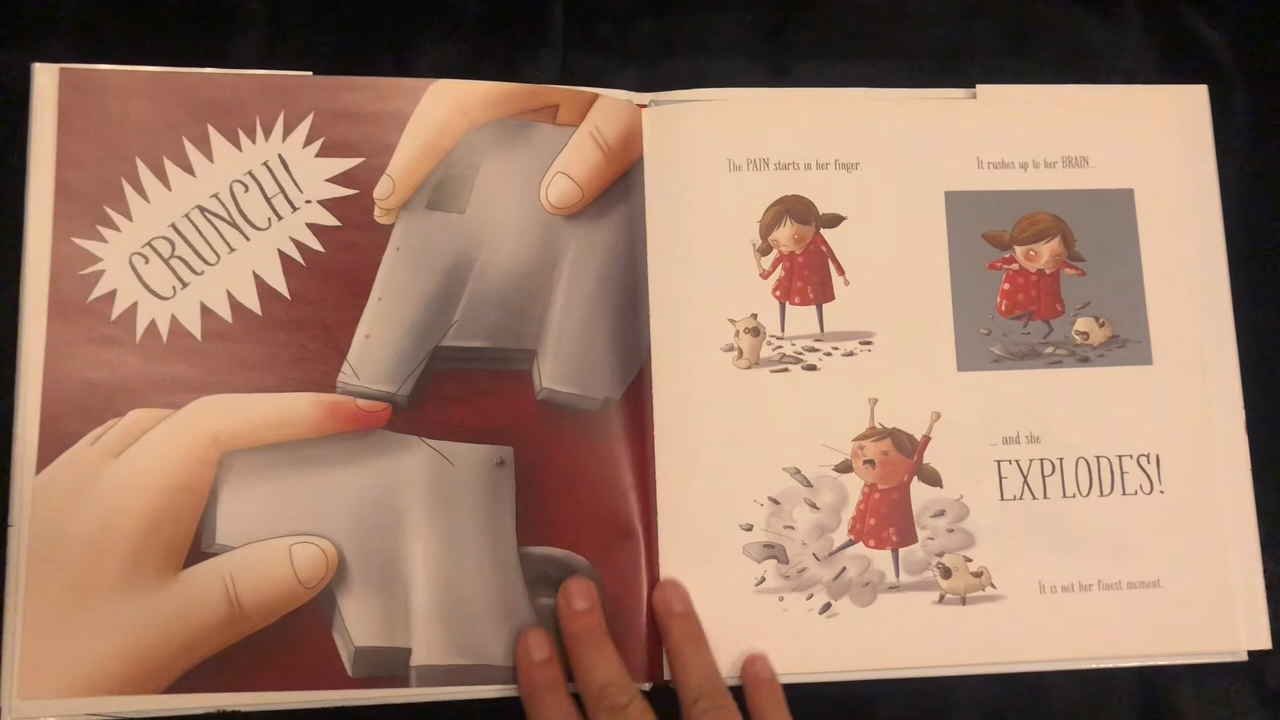 CRUNCH!
The PAIN starts in her finger.
It rushes up to her BRAIN...
... and she
EXPLODES!
It is not her finest moment.